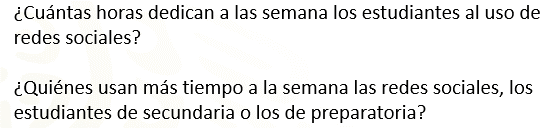 ¿Cuántas horas dedican a las semana los estudiantes al uso de
redes sociales?
¿Quiénes usan más tiempo a la semana las redes sociales, los
estudiantes de secundaria o los de preparatoria?